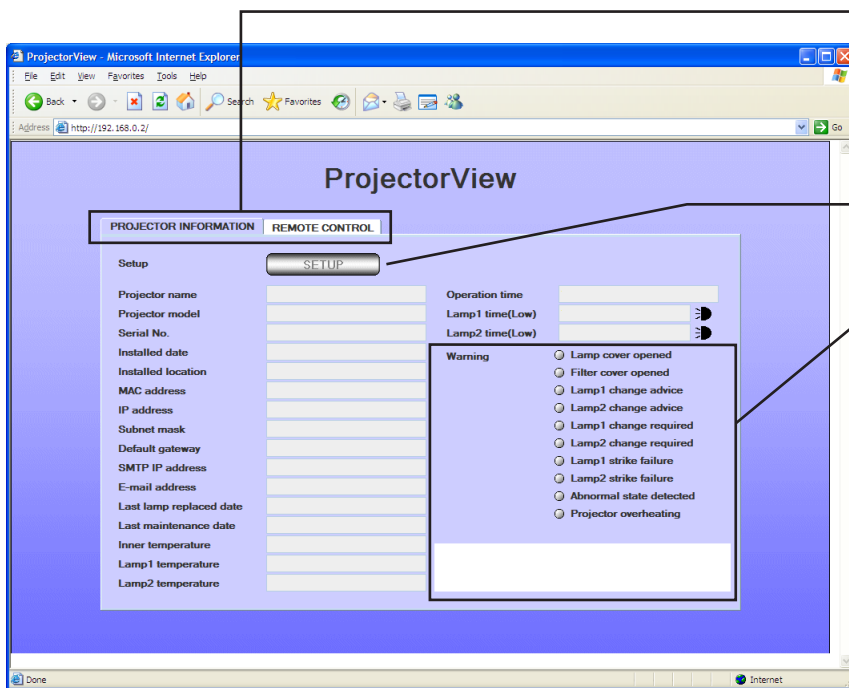 ProjectorView - Microsoft Internet Explorer
File Edit View Favorites Tools Help
Back Search Favorites
Address http://192.168.0.2/ Go
ProjectorView
PROJECTOR INFORMATION REMOTE CONTROL
Setup SETUP
Projector name
Projector model
Serial No.
Installed date
Installed location
MAC address
IP address
Subnet mask
Default gateway
SMTP IP address
E-mail address
Last lamp replaced date
Last maintenance date
Inner temperature
Lamp1 temperature
Lamp2 temperature
Operation time
Lamp1 time(Low)
Lamp2 time(Low)
Warning
Lamp cover opened
Filter cover opened
Lamp1 change advice
Lamp2 change advice
Lamp1 change required
Lamp2 change required
Lamp1 strike failure
Lamp2 strike failure
Abnormal state detected
Projector overheating
Done Internet